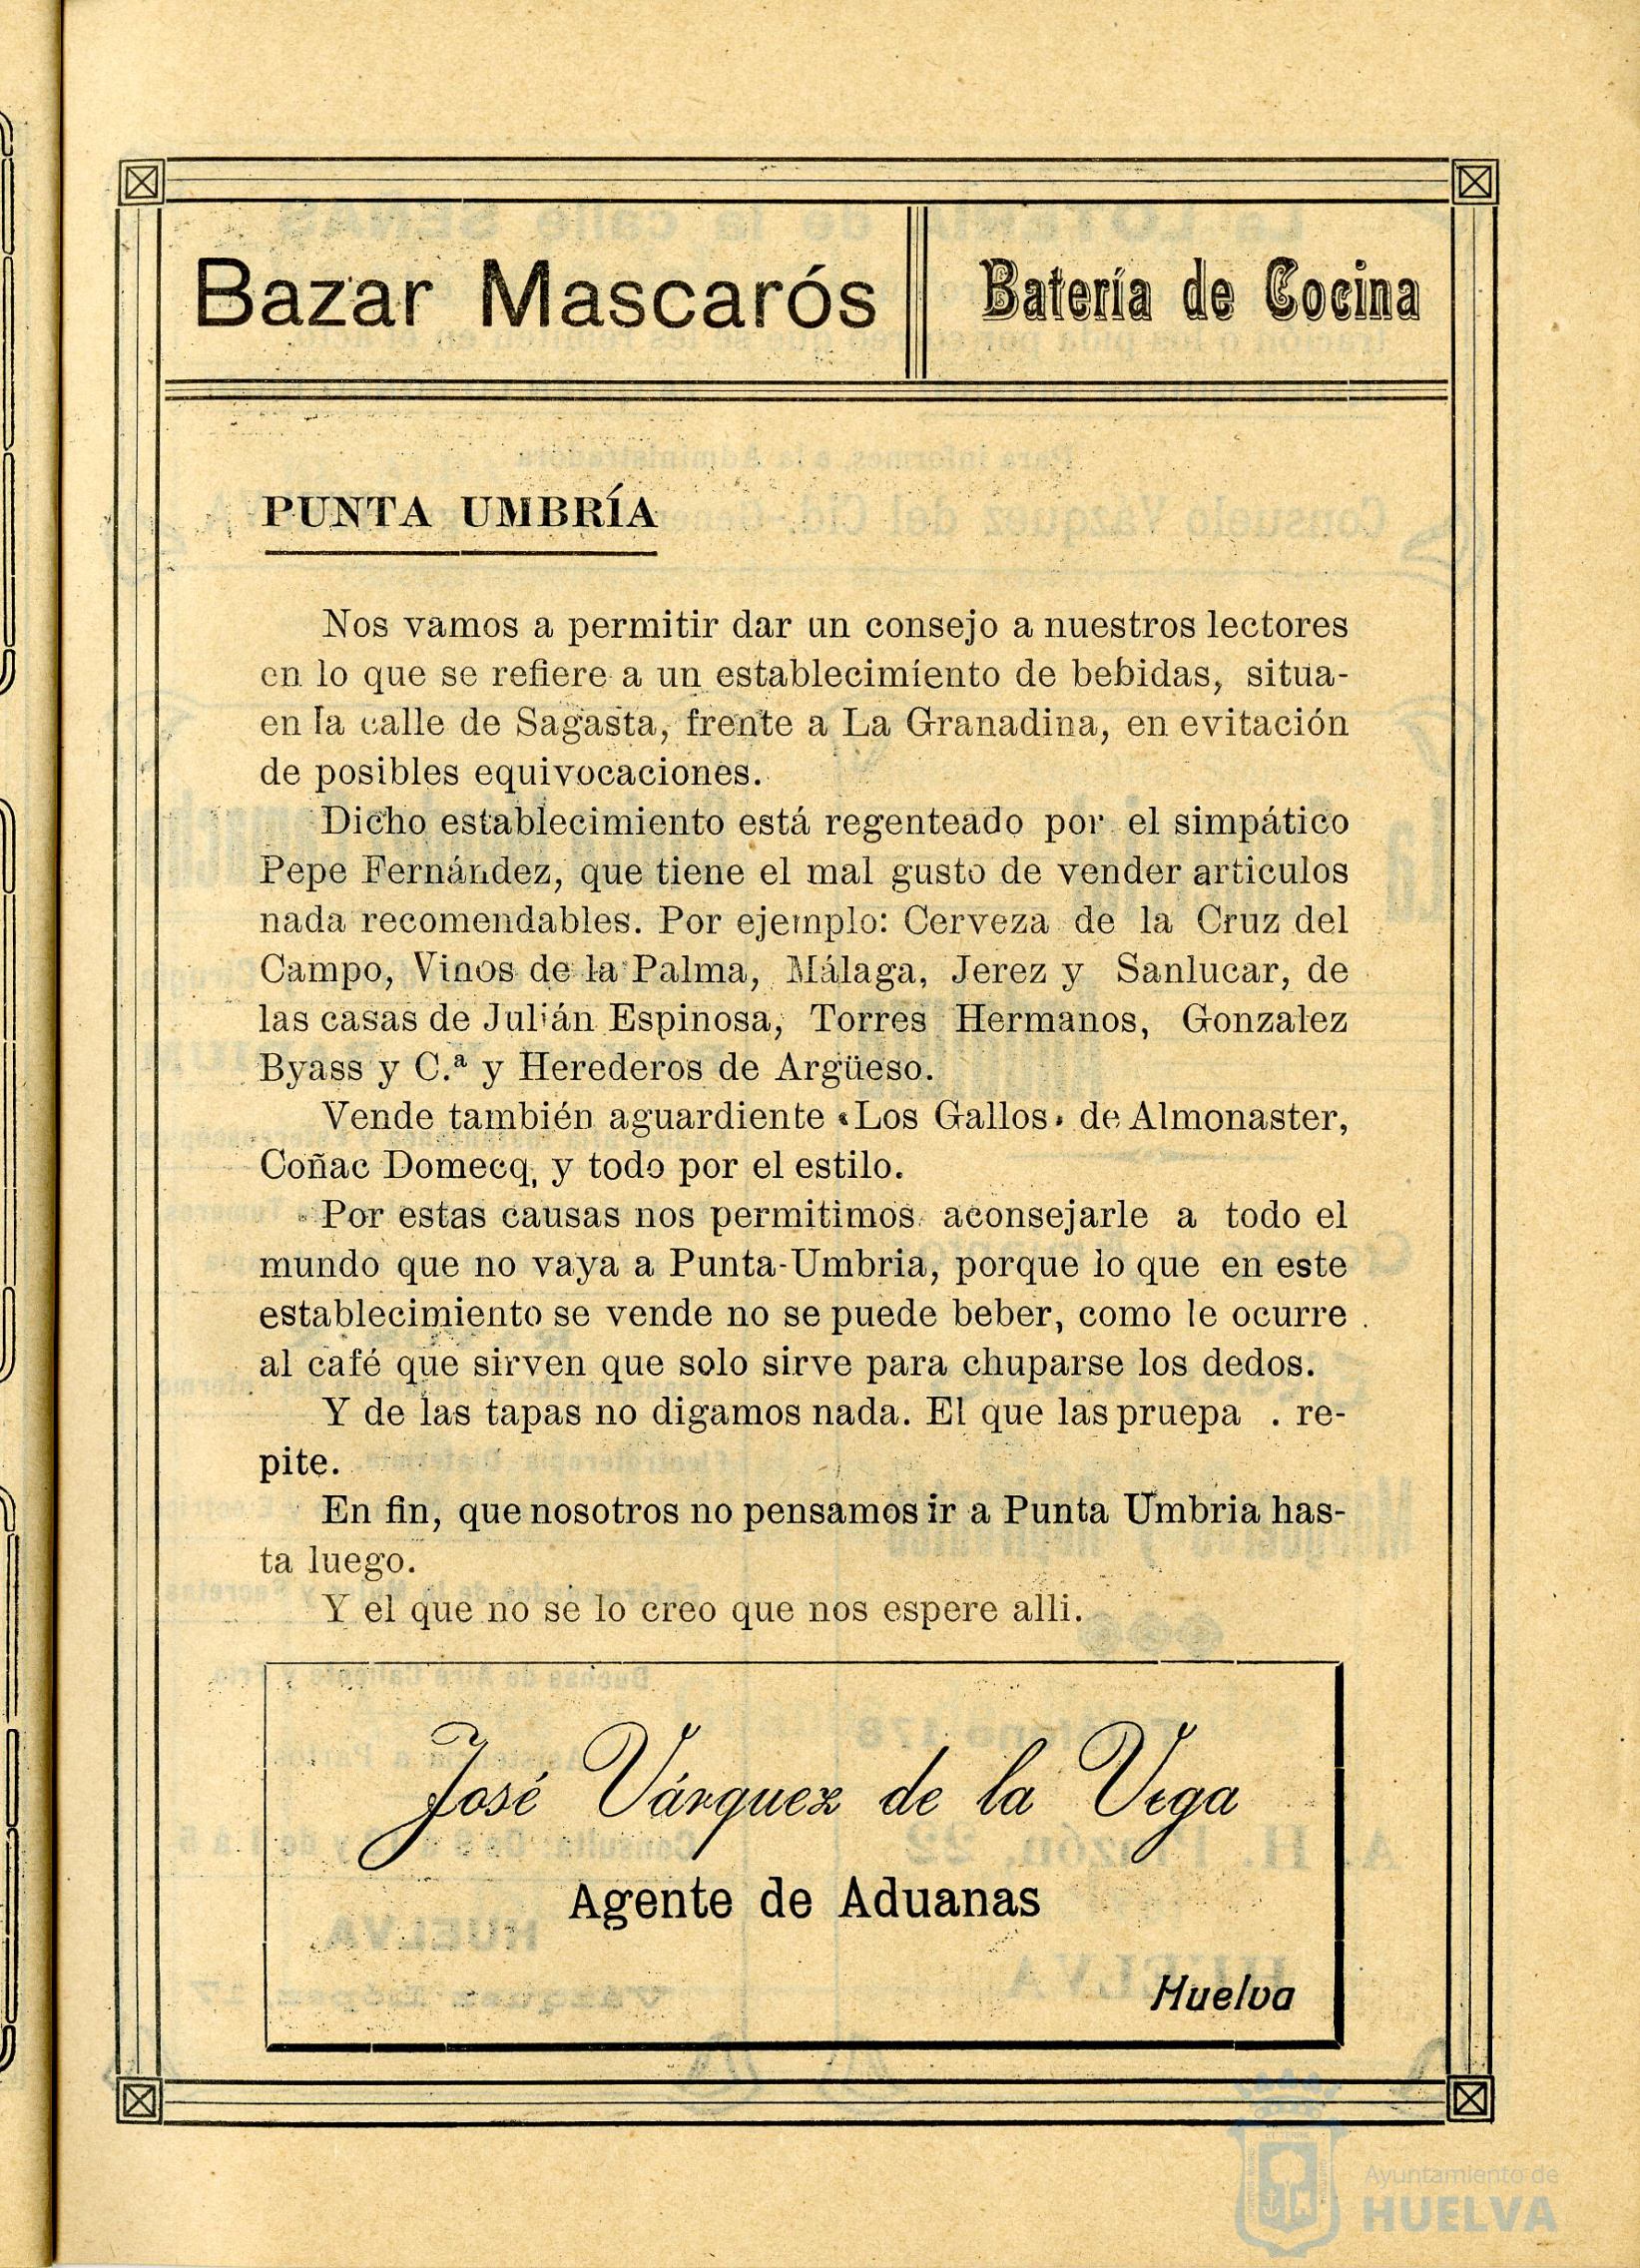 Bazar Mascarós
Batería de Cocina
PUNTA UMBRÍA
Nos vamos a permitir dar un consejo a nuestros lectores
en lo que se refiere a un establecimiento de bebidas, situa-
en la calle de Sagasta, frente a La Granadina, en evitación
de posibles equivocaciones.
Dicho establecimiento está regenteado por el simpático
Pepe Fernández, que tiene el mal gusto de vender articulos
nada recomendables. Por ejemplo: Cerveza de la Cruz del
Campo, Vinos de la Palma, Málaga, Jerez y Sanlucar, de
las casas de Julián Espinosa, Torres Hermanos, Gonzalez
Byass y C.ª y Herederos de Argüeso.
Vende también aguardiente «Los Gallos» de Almonaster,
Coñac Domecq, y todo por el estilo.
Por estas causas nos permitimos aconsejarle a todo el
mundo que no vaya a Punta-Umbria, porque lo que en este
establecimiento se vende no se puede beber, como le ocurre
al café que sirven que solo sirve para chuparse los dedos.
Y de las tapas no digamos nada. El que las pruepa . re-
pite.
En fin, que nosotros no pensamos ir a Punta Umbria has-
ta luego.
Y el que no se lo creo que nos espere alli.
José Várquez de la Vega
Agente de Aduanas
Huelva
Ayuntamiento de
HUELVA